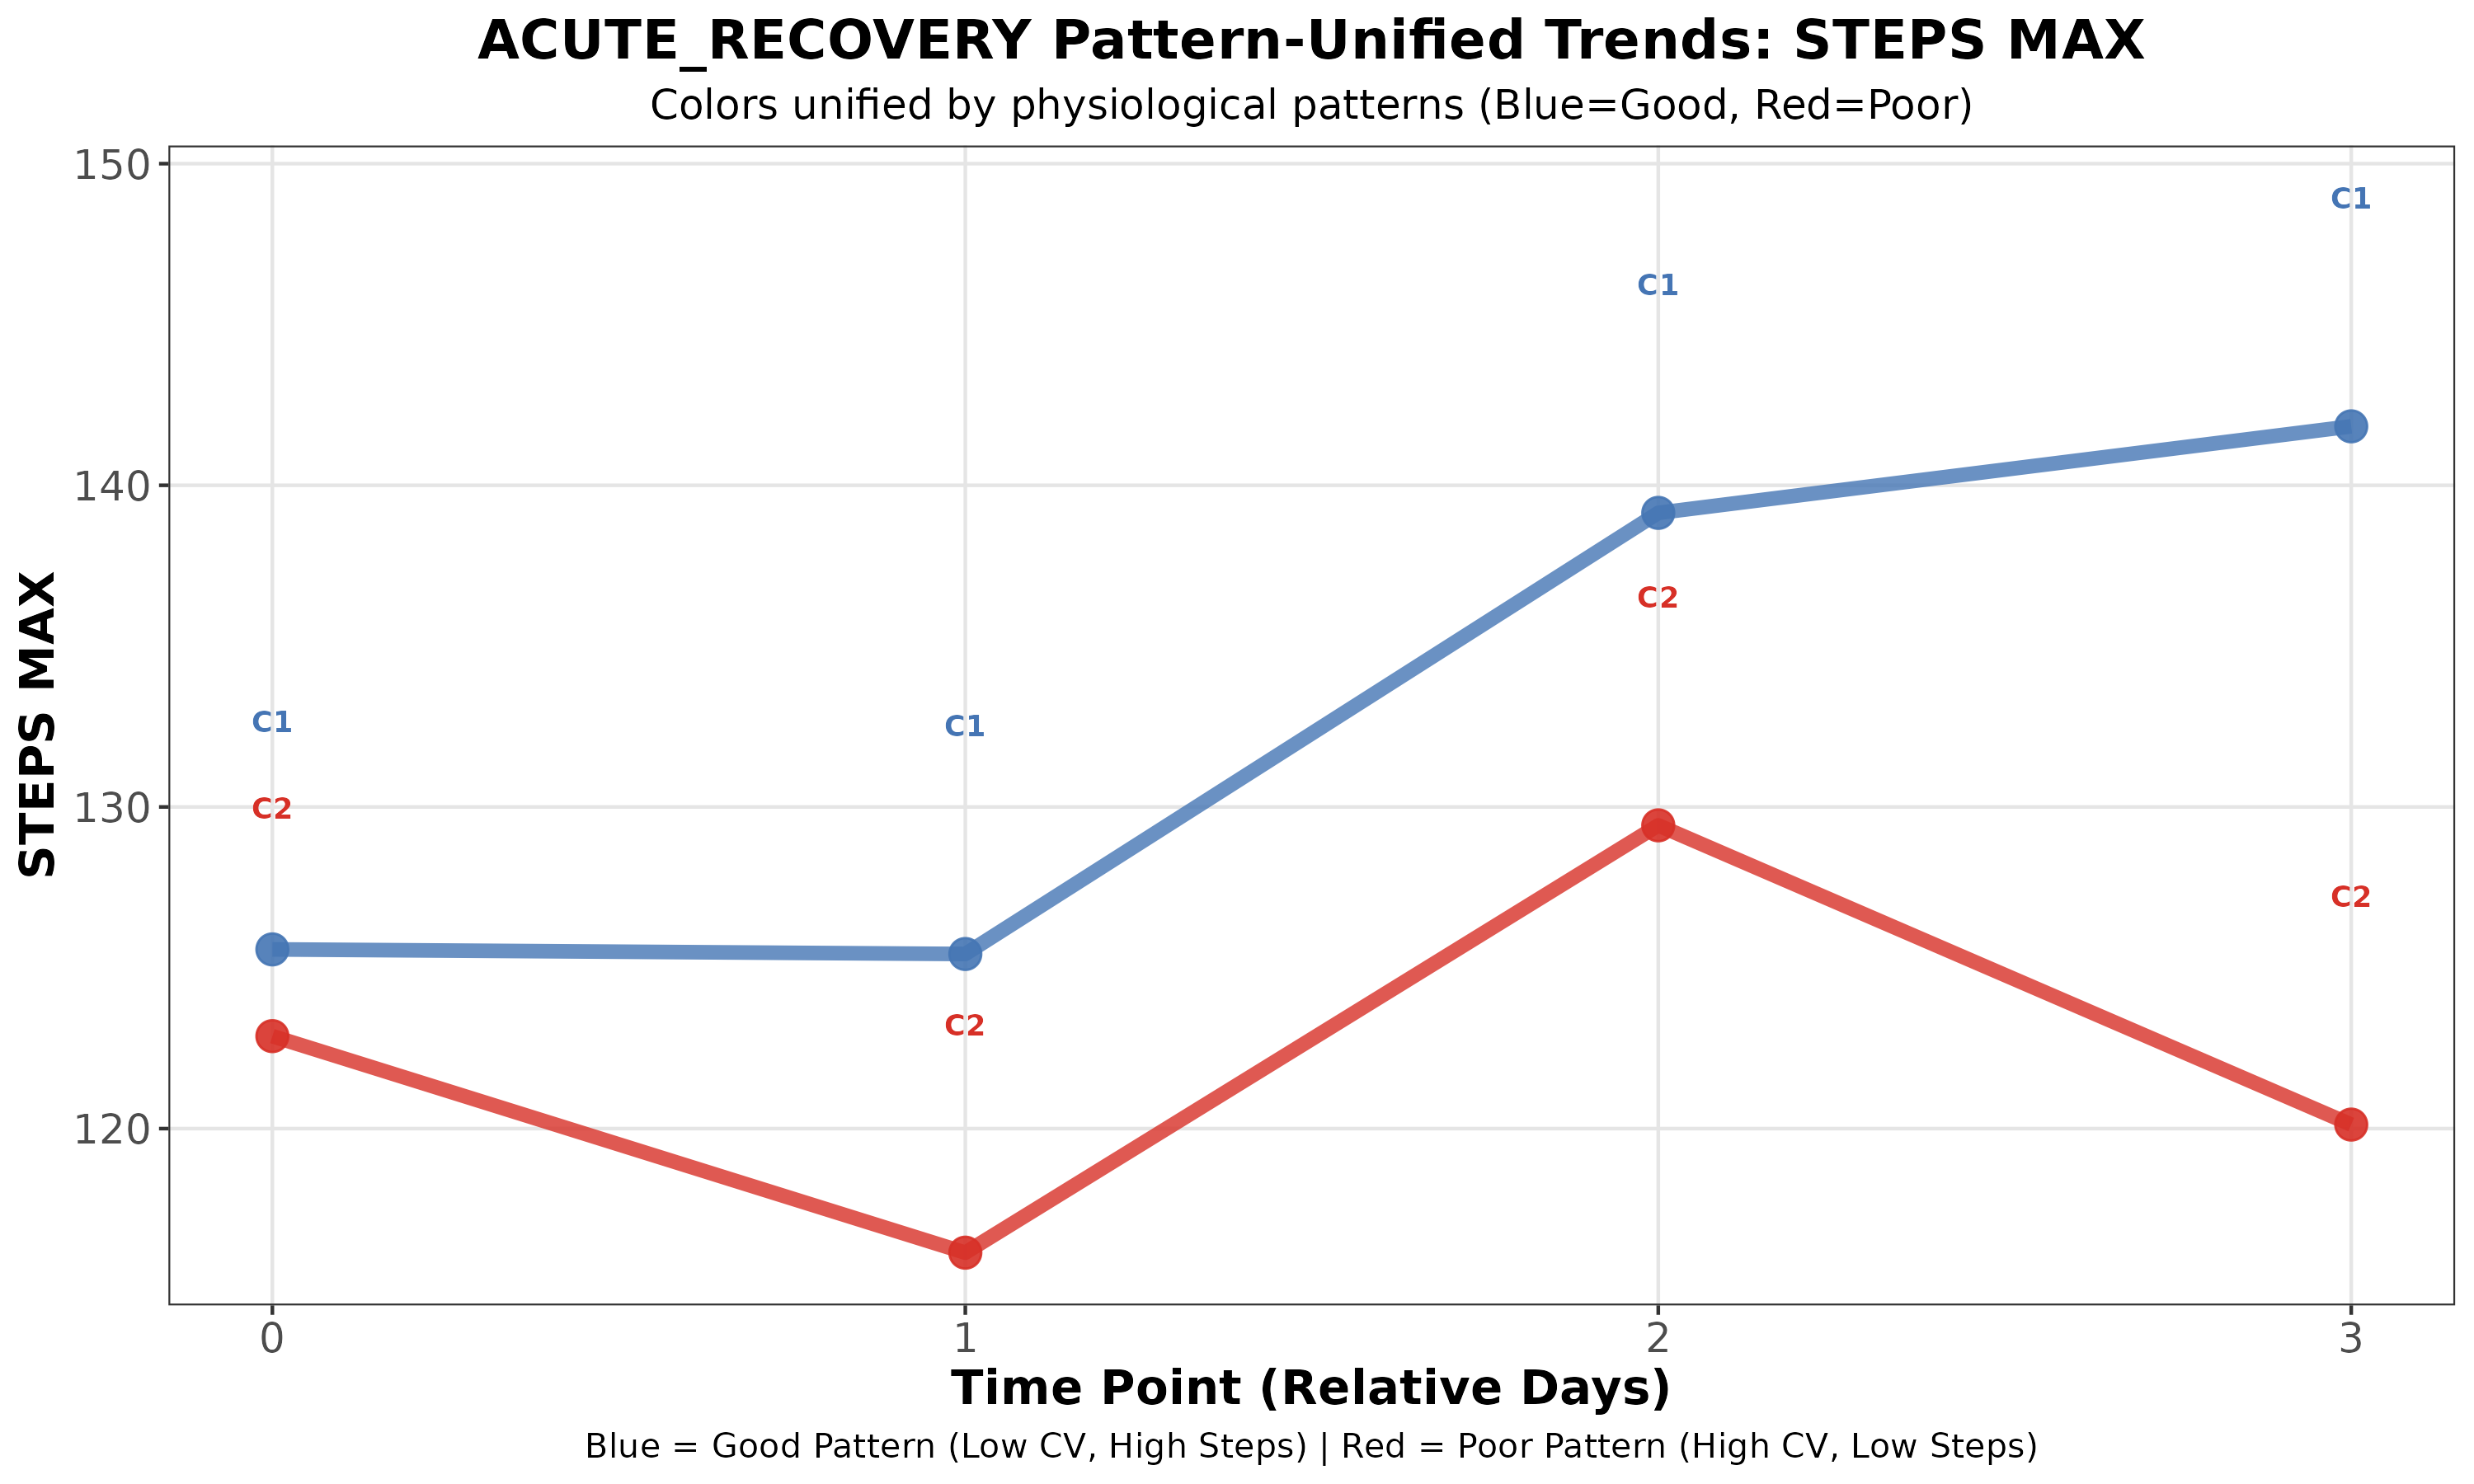 ACUTE_RECOVERY Pattern-Unified Trends: STEPS MAX
Colors unified by physiological patterns (Blue=Good, Red=Poor)
150
140
130
120
STEPS MAX
C1
C1
C1
C1
C2
C2
C2
C2
0
1
2
3
Time Point (Relative Days)
Blue = Good Pattern (Low CV, High Steps) | Red = Poor Pattern (High CV, Low Steps)